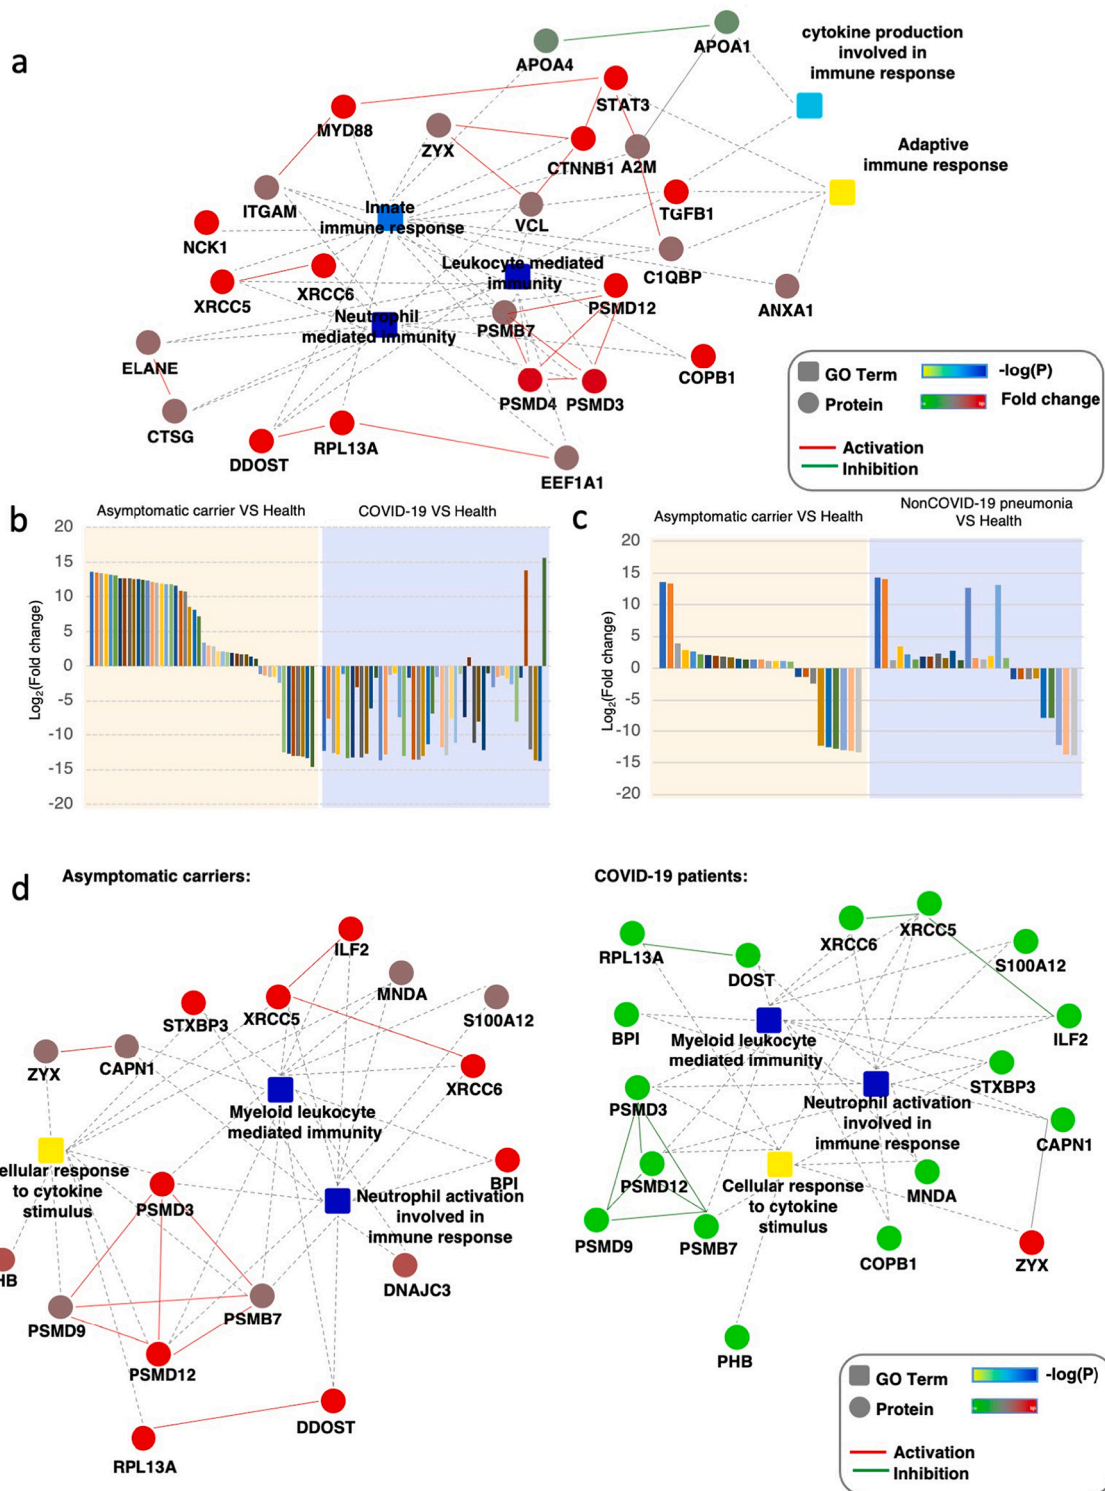 a
APOA4
APOA1
cytokine production
involved in
immune response
STAT3
MYD88
ZYX
CTNNB1
A2M
Adaptive
immune response
ITGAM
Innate
immune response
VCL
TGFB1
NCK1
Leukocyte mediated
immunity
C1QBP
XRCC5
XRCC6
PSMD12
ANXA1
Neutrophil
mediated immunity
PSMB7
ELANE
PSMD4
PSMD3
COPB1
CTSG
DDOST
RPL13A
EEF1A1
GO Term
-log(P)
Protein
Fold change
Activation
Inhibition
b
Asymptomatic carrier VS Health
COVID-19 VS Health
Log2(Fold change)
20
15
10
5
0
-5
-10
-15
-20
c
Asymptomatic carrier VS Health
NonCOVID-19 pneumonia
VS Health
Log2(Fold change)
20
15
10
5
0
-5
-10
-15
-20
d
Asymptomatic carriers:
ILF2
MNDA
STXBP3
XRCC5
S100A12
ZYX
CAPN1
XRCC6
Myeloid leukocyte
mediated immunity
ellular response
to cytokine
stimulus
BPI
PSMD3
Neutrophil activation
involved in
immune response
HB
DNAJC3
PSMD9
PSMB7
PSMD12
DDOST
RPL13A
COVID-19 patients:
RPL13A
XRCC6
XRCC5
DOST
S100A12
BPI
Myeloid leukocyte
mediated immunity
ILF2
STXBP3
PSMD3
Neutrophil activation
involved in
immune response
CAPN1
PSMD12
Cellular response
to cytokine
stimulus
MNDA
PSMD9
PSMB7
COPB1
ZYX
PHB
GO Term
-log(P)
Protein
Activation
Inhibition